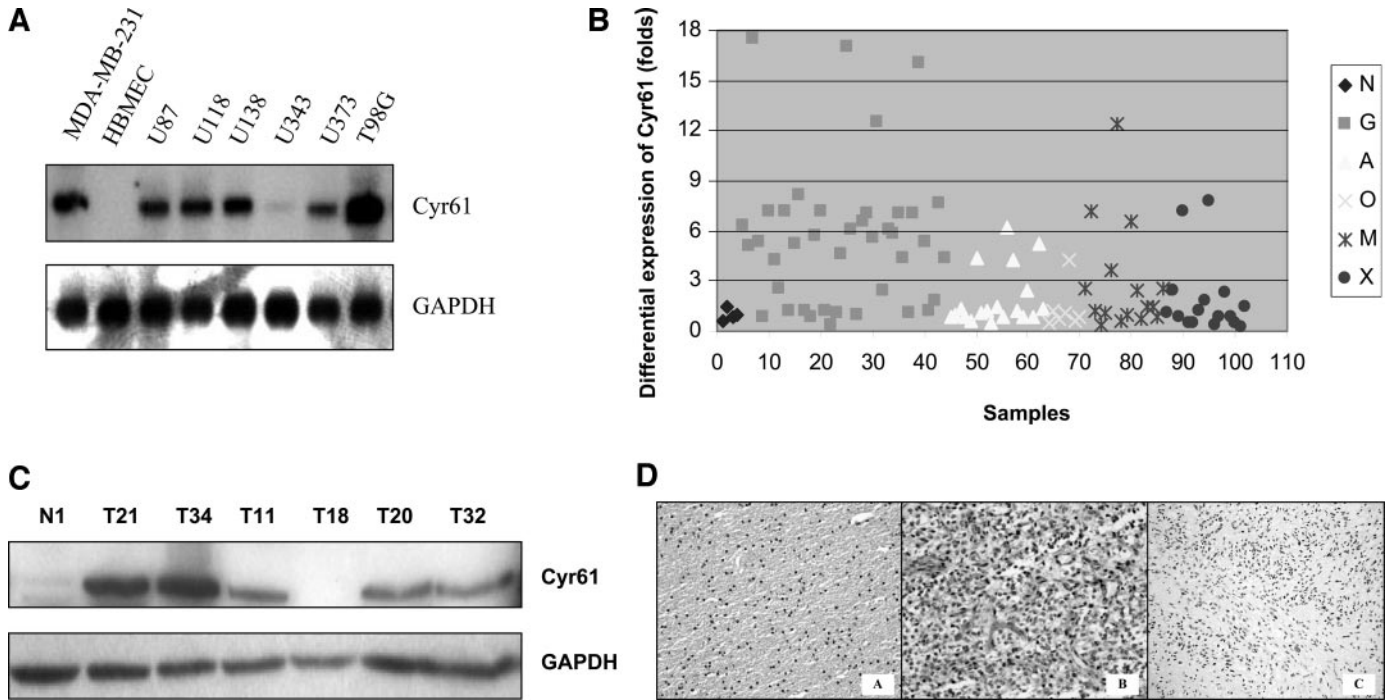 A
MDA-MB-231
HBMEC
U87
U118
U138
U343
U373
T98G
Cyr61
GAPDH
B
Differential expression of Cyr61 (folds)
18
15
12
9
6
3
0
0 10 20 30 40 50 60 70 80 90 100 110
Samples
N
G
A
O
M
X
C
N1 T21 T34 T11 T18 T20 T32
Cyr61
GAPDH
D
A
B
C